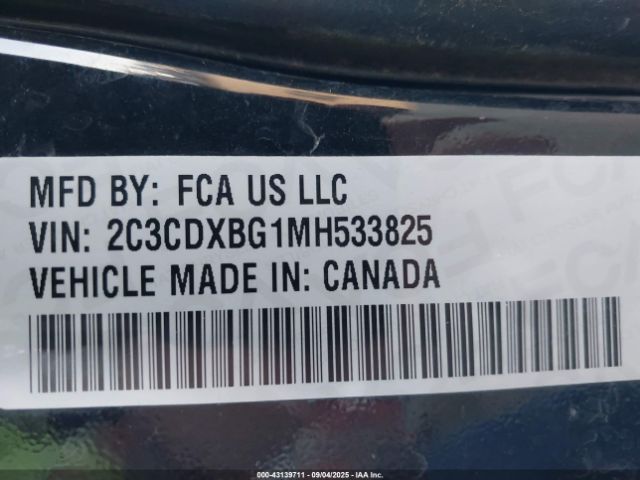 MFD BY: FCA US LLC
VIN: 2C3CDXBG1MH533825
VEHICLE MADE IN: CANADA
000-43139711 - 09/04/2025 - IAA Inc.